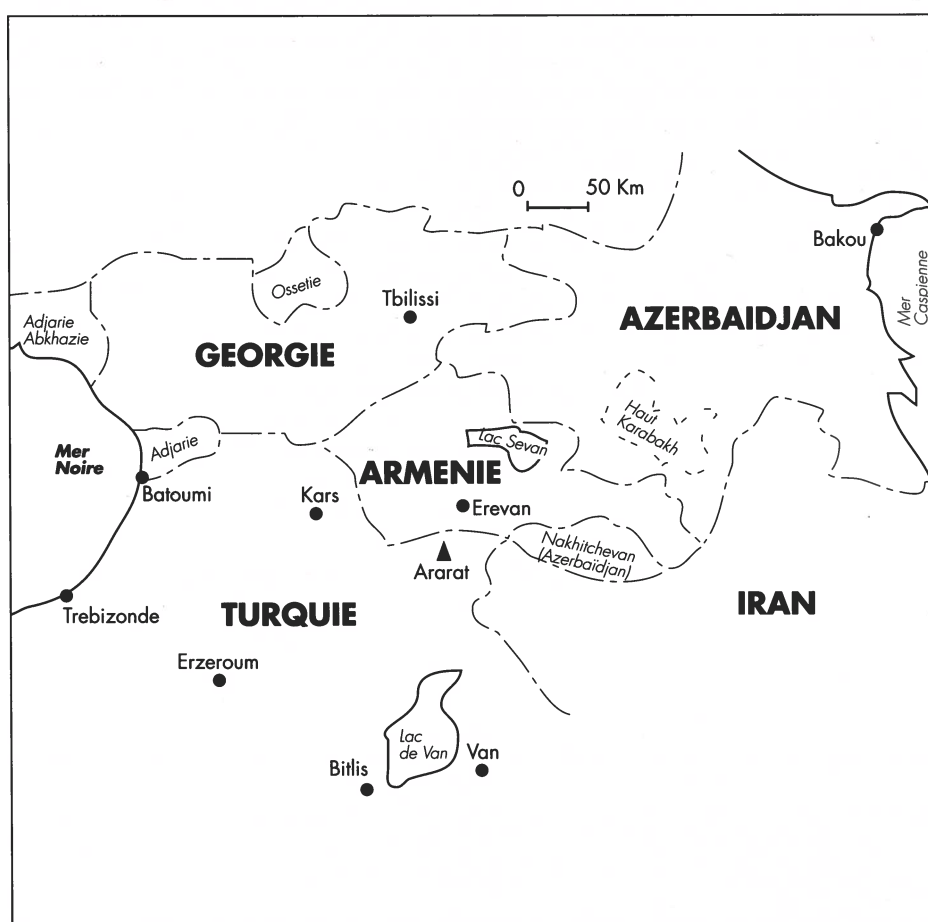 0 50 Km
Bakou
Mer
Caspienne
Ossetie
Tbilissi
AZERBAIDJAN
Adjarie
Abkhazie
GEORGIE
Haut
Karabakh
Lac Sevan
Mer
Noire
Adjarie
ARMENIE
Batoumi
Kars
Erevan
Nakhitchevan
(Azerbaïdjan)
Ararat
Trebizonde
TURQUIE
IRAN
Erzeroum
Lac
de Van
Van
Bitlis